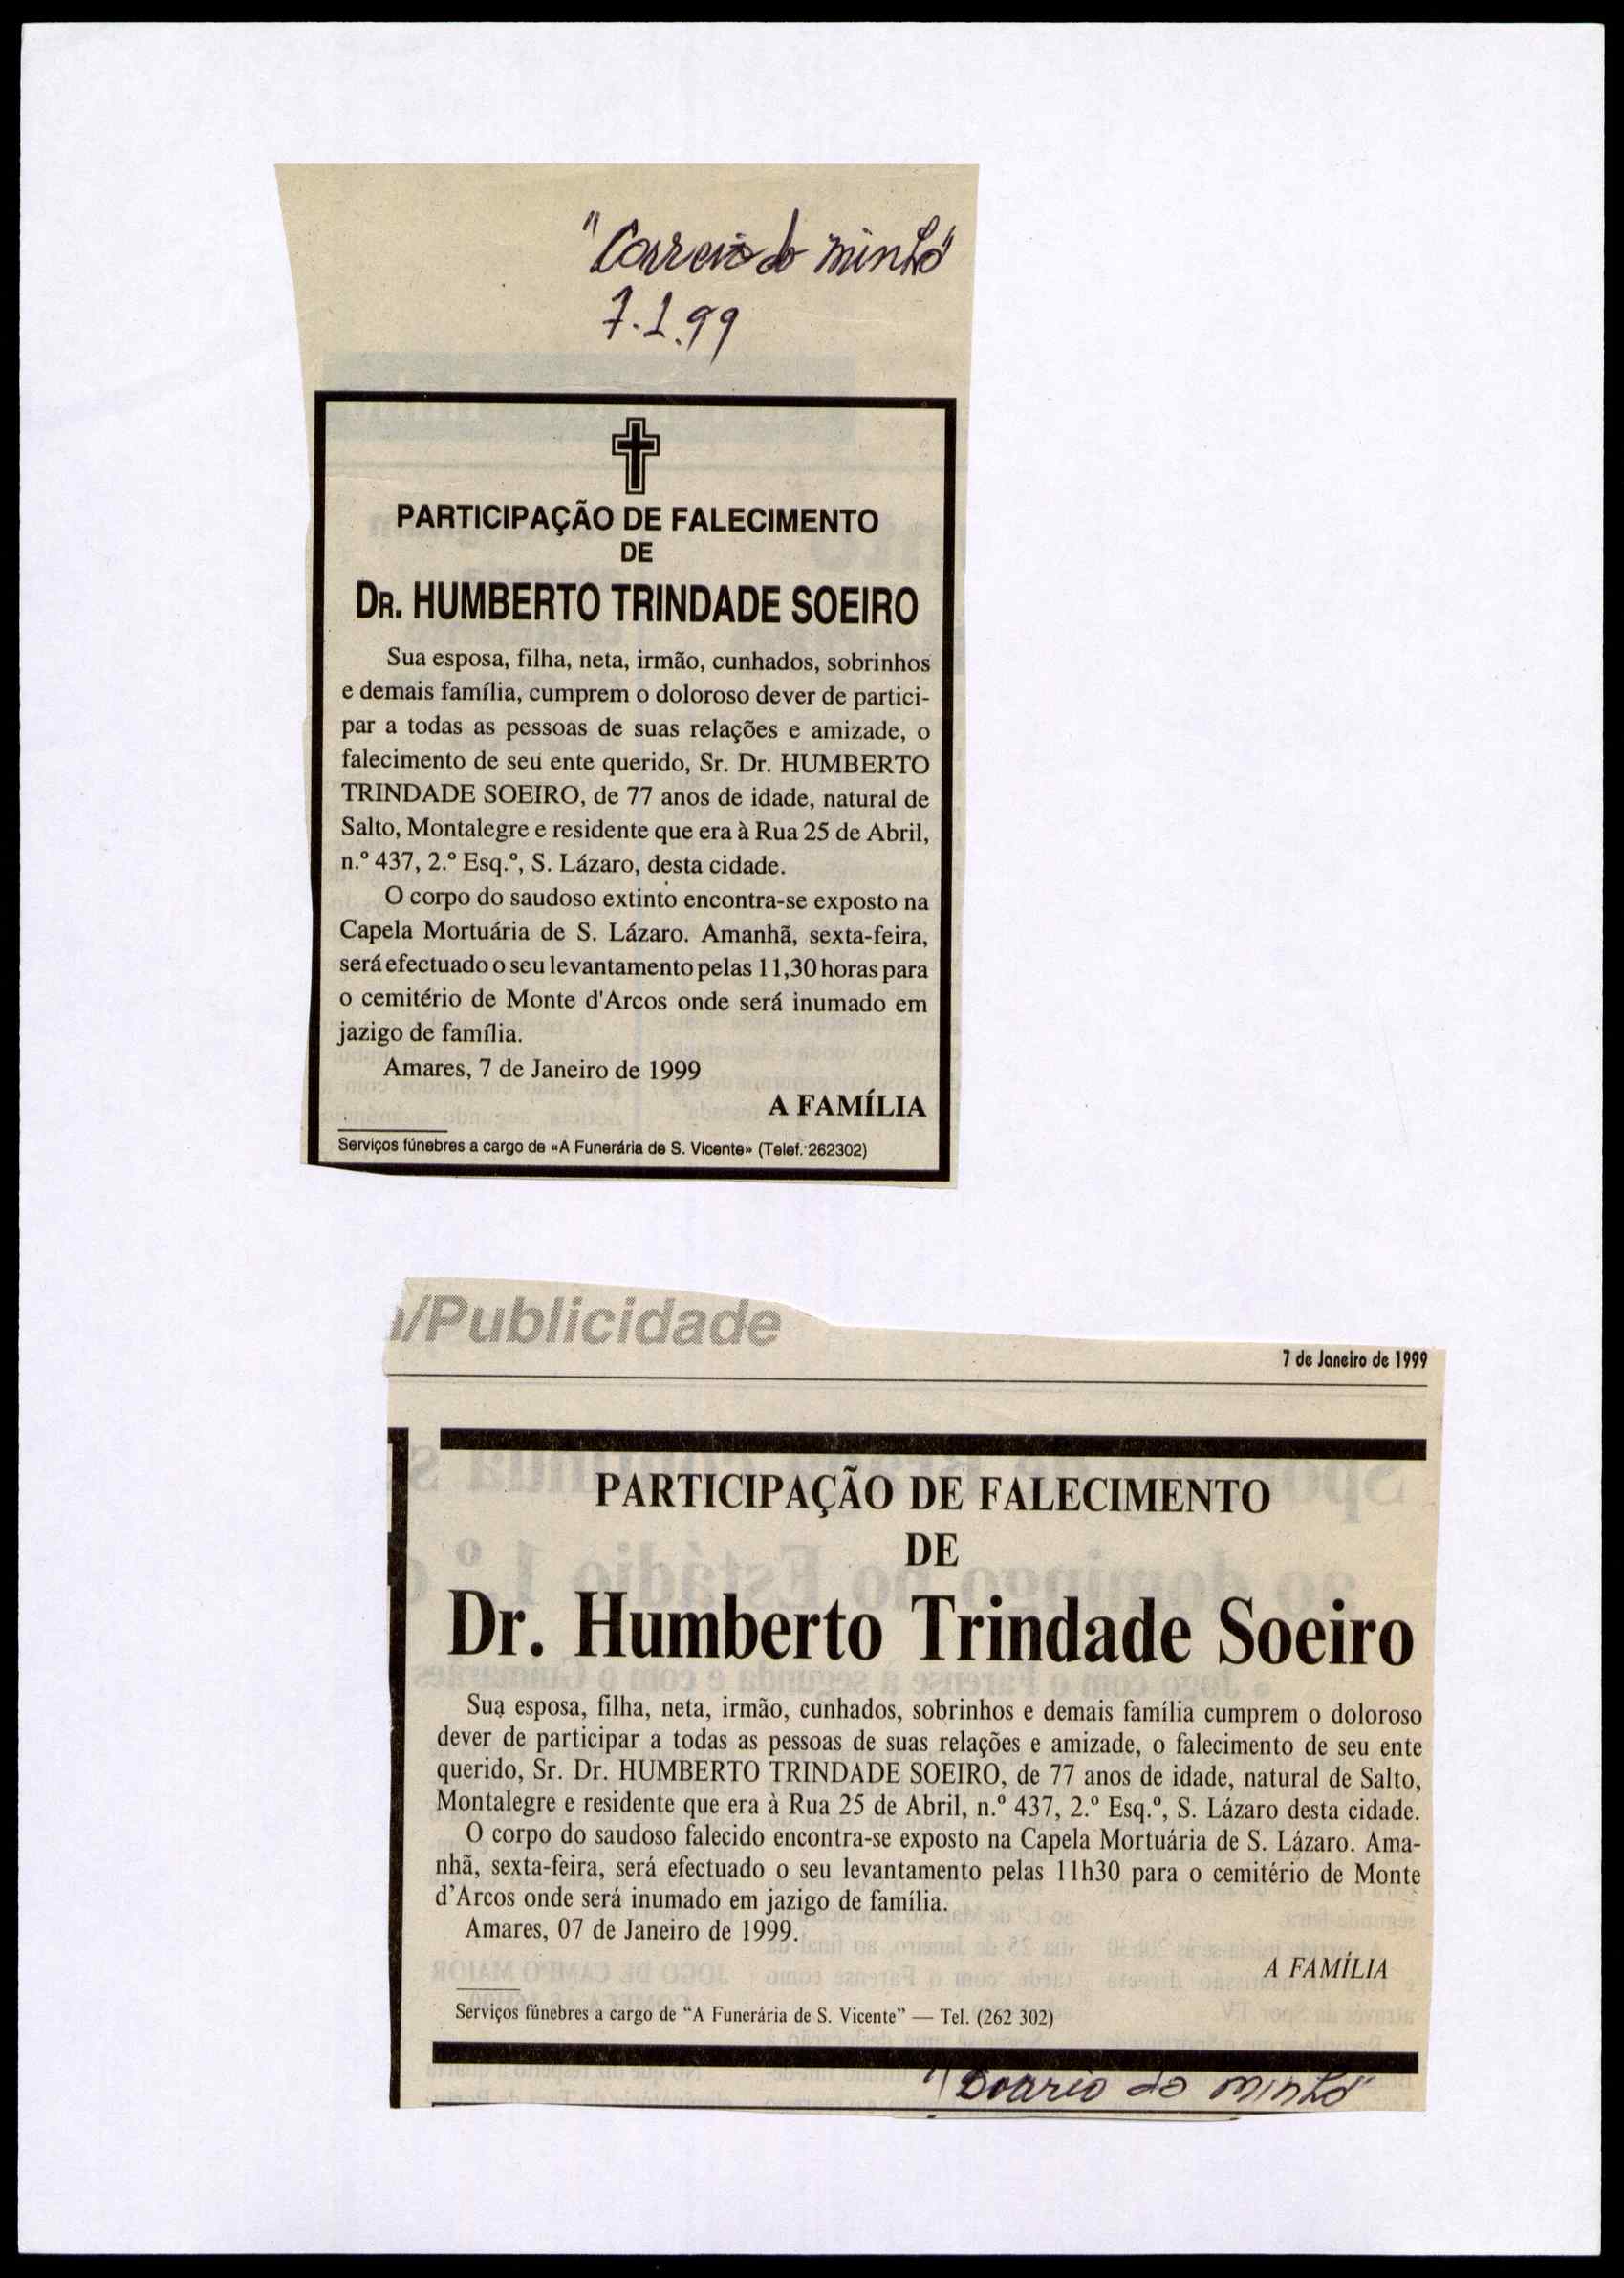 "Correio do minho"
7.1.99
PARTICIPAÇÃO DE FALECIMENTO
DE
DR. HUMBERTO TRINDADE SOEIRO
Sua esposa, filha, neta, irmão, cunhados, sobrinhos
e demais família, cumprem o doloroso dever de partici-
par a todas as pessoas de suas relações e amizade, o
falecimento de seu ente querido, Sr. Dr. HUMBERTO
TRINDADE SOEIRO, de 77 anos de idade, natural de
Salto, Montalegre e residente que era à Rua 25 de Abril,
n.º 437, 2.º Esq.º, S. Lázaro, desta cidade.
O corpo do saudoso extinto encontra-se exposto na
Capela Mortuária de S. Lázaro. Amanhã, sexta-feira,
será efectuado o seu levantamento pelas 11,30 horas para
o cemitério de Monte d'Arcos onde será inumado em
jazigo de família.
Amares, 7 de Janeiro de 1999
A FAMÍLIA
Serviços fúnebres a cargo de «A Funerária de S. Vicente» (Telef. 262302)
/Publicidade
7 de Janeiro de 1999
PARTICIPAÇÃO DE FALECIMENTO
DE
Dr. Humberto Trindade Soeiro
Sua esposa, filha, neta, irmão, cunhados, sobrinhos e demais família cumprem o doloroso
dever de participar a todas as pessoas de suas relações e amizade, o falecimento de seu ente
querido, Sr. Dr. HUMBERTO TRINDADE SOEIRO, de 77 anos de idade, natural de Salto,
Montalegre e residente que era à Rua 25 de Abril, n.º 437, 2.º Esq.º, S. Lázaro desta cidade.
O corpo do saudoso falecido encontra-se exposto na Capela Mortuária de S. Lázaro. Ama-
nhã, sexta-feira, será efectuado o seu levantamento pelas 11h30 para o cemitério de Monte
d'Arcos onde será inumado em jazigo de família.
Amares, 07 de Janeiro de 1999.
A FAMÍLIA
Serviços fúnebres a cargo de "A Funerária de S. Vicente" — Tel. (262 302)
"Diario do minho"